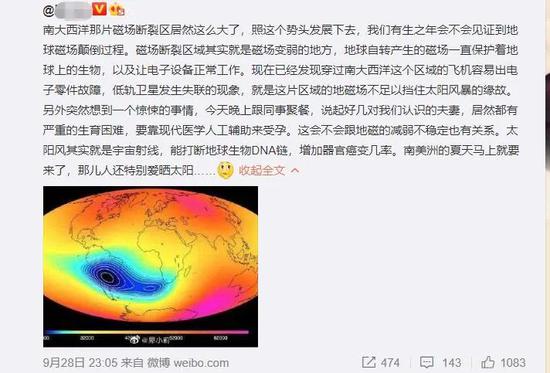 @
南大西洋那片磁场断裂区居然这么大了，照这个势头发展下去，我们有生之年会不会见证到地
球磁场颠倒过程。磁场断裂区域其实就是磁场变弱的地方，地球自转产生的磁场一直保护着地
球上的生物，以及让电子设备正常工作。现在已经发现穿过南大西洋这个区域的飞机容易出电
子零件故障，低轨卫星发生失联的现象，就是这片区域的地磁场不足以挡住太阳风暴的缘故。
另外突然想到一个惊悚的事情，今天晚上跟同事聚餐，说起好几对我们认识的夫妻，居然都有
严重的生育困难，要靠现代医学人工辅助来受孕。这会不会跟地磁的减弱不稳定也有关系。太
阳风其实就是宇宙射线，能打断地球生物DNA链，增加器官癌变几率。南美洲的夏天马上就要
来了，那儿人还特别爱晒太阳…… 收起全文
32000 42000 52000 62000
9月28日 23:05 来自 微博 weibo.com 474 143 1083